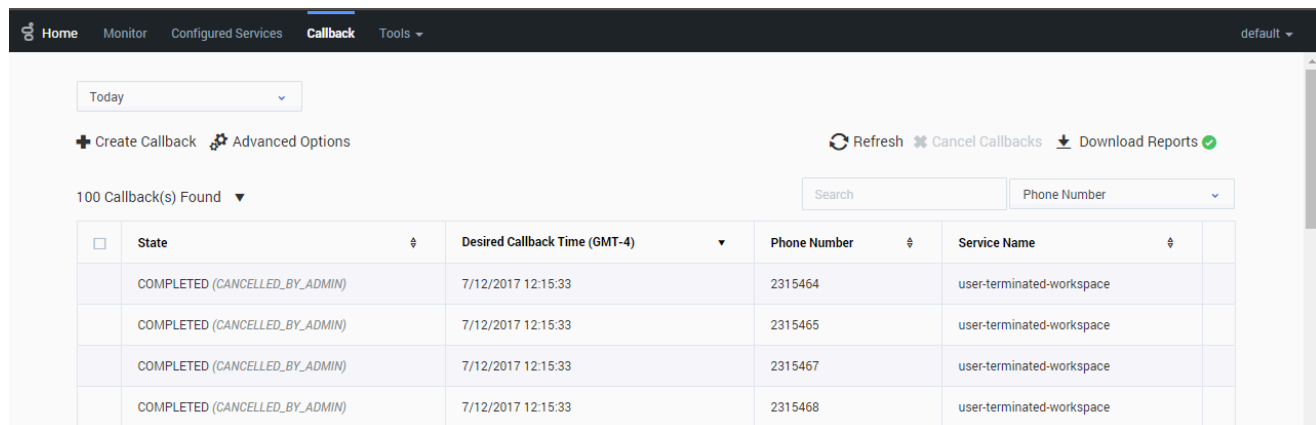 Home Monitor Configured Services Callback Tools default
Today
Create Callback Advanced Options Refresh Cancel Callbacks Download Reports
100 Callback(s) Found Search Phone Number
State Desired Callback Time (GMT-4) Phone Number Service Name
COMPLETED (CANCELLED_BY_ADMIN) 7/12/2017 12:15:33 2315464 user-terminated-workspace
COMPLETED (CANCELLED_BY_ADMIN) 7/12/2017 12:15:33 2315465 user-terminated-workspace
COMPLETED (CANCELLED_BY_ADMIN) 7/12/2017 12:15:33 2315467 user-terminated-workspace
COMPLETED (CANCELLED_BY_ADMIN) 7/12/2017 12:15:33 2315468 user-terminated-workspace